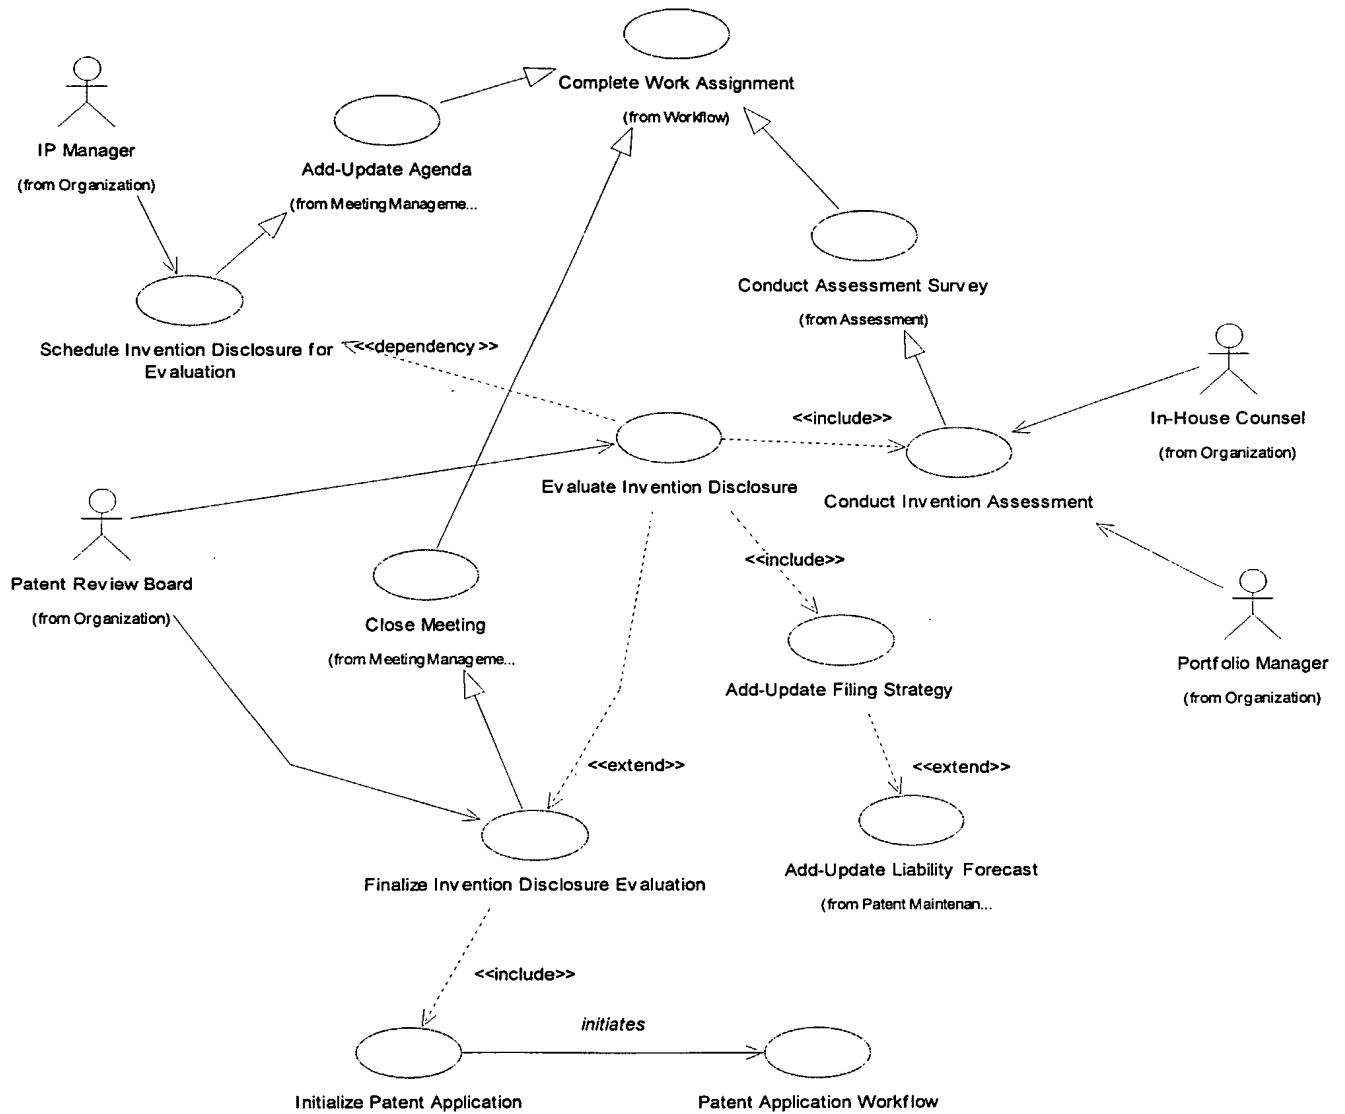 Complete Work Assignment
(from Workflow)
IP Manager
(from Organization)
Add-Update Agenda
(from Meeting Manageme...
Conduct Assessment Survey
(from Assessment)
Schedule Invention Disclosure for
Evaluation
<<dependency>>
<<include>>
In-House Counsel
(from Organization)
Evaluate Invention Disclosure
Conduct Invention Assessment
<<include>>
Patent Review Board
(from Organization)
Close Meeting
(from Meeting Manageme...
Portfolio Manager
(from Organization)
Add-Update Filing Strategy
<<extend>>
<<extend>>
Add-Update Liability Forecast
(from Patent Maintenan...
Finalize Invention Disclosure Evaluation
<<include>>
initiates
Initialize Patent Application
Patent Application Workflow